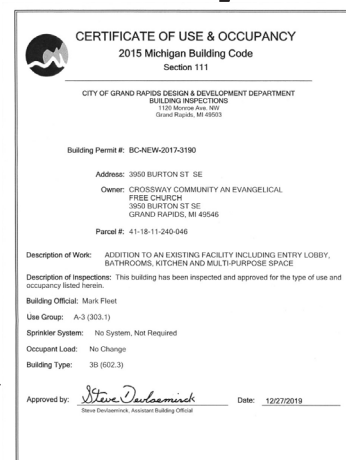 CERTIFICATE OF USE & OCCUPANCY
2015 Michigan Building Code
Section 111
CITY OF GRAND RAPIDS DESIGN & DEVELOPMENT DEPARTMENT
BUILDING INSPECTIONS
1120 Monroe Ave. NW
Grand Rapids, MI 49503
Building Permit #: BC-NEW-2017-3190
Address: 3950 BURTON ST SE
Owner: CROSSWAY COMMUNITY AN EVANGELICAL
FREE CHURCH
3950 BURTON ST SE
GRAND RAPIDS, MI 49546
Parcel #: 41-18-11-240-046
Description of Work: ADDITION TO AN EXISTING FACILITY INCLUDING ENTRY LOBBY,
BATHROOMS, KITCHEN AND MULTI-PURPOSE SPACE
Description of Inspections: This building has been inspected and approved for the type of use and
occupancy listed herein.
Building Official: Mark Fleet
Use Group: A-3 (303.1)
Sprinkler System: No System, Not Required
Occupant Load: No Change
Building Type: 3B (602.3)
Approved by: Steve Devlaeminck Date: 12/27/2019
Steve Devlaeminck, Assistant Building Official